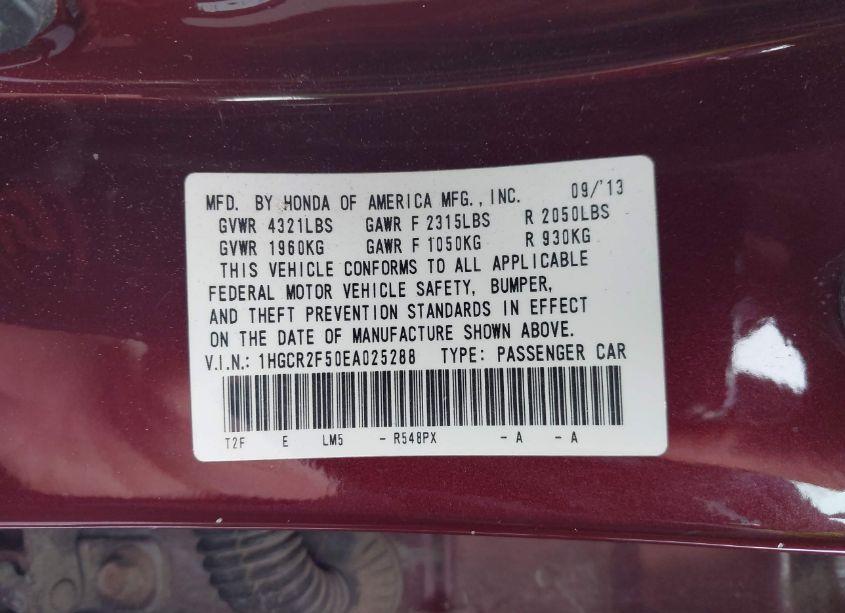 MFD. BY HONDA OF AMERICA MFG., INC. 09/'13
GVWR 4321LBS GAWR F 2315LBS R 2050LBS
GVWR 1960KG GAWR F 1050KG R 930KG
THIS VEHICLE CONFORMS TO ALL APPLICABLE
FEDERAL MOTOR VEHICLE SAFETY, BUMPER,
AND THEFT PREVENTION STANDARDS IN EFFECT
ON THE DATE OF MANUFACTURE SHOWN ABOVE.
V.I.N.: 1HGCR2F50EA025288 TYPE: PASSENGER CAR
T2F E LM5 - R548PX - A - A